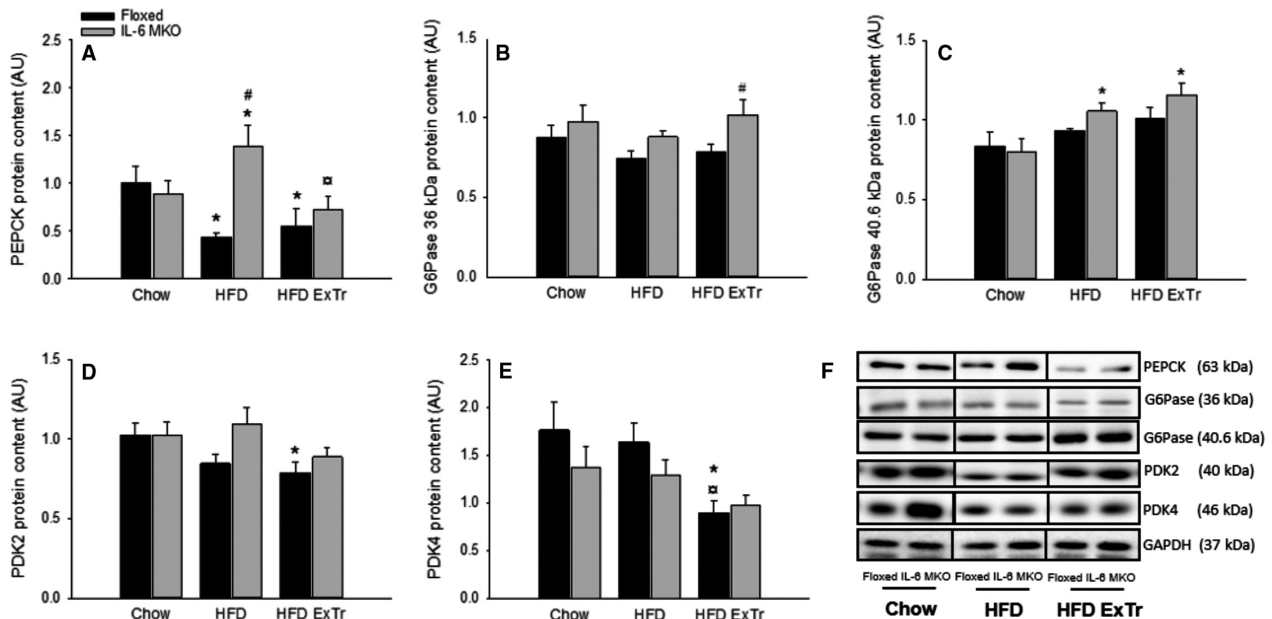 Floxed
IL-6 MKO
A
PEPCK protein content (AU)
2.5
2.0
1.5
1.0
0.5
0.0
*
#
*
*
¤
Chow HFD HFD ExTr
B
G6Pase 36 kDa protein content (AU)
1.5
1.0
0.5
0.0
#
Chow HFD HFD ExTr
C
G6Pase 40.6 kDa protein content (AU)
1.5
1.0
0.5
0.0
*
*
Chow HFD HFD ExTr
D
PDK2 protein content (AU)
1.5
1.0
0.5
0.0
*
Chow HFD HFD ExTr
E
PDK4 protein content (AU)
2.5
2.0
1.5
1.0
0.5
0.0
*
¤
Chow HFD HFD ExTr
F
PEPCK (63 kDa)
G6Pase (36 kDa)
G6Pase (40.6 kDa)
PDK2 (40 kDa)
PDK4 (46 kDa)
GAPDH (37 kDa)
Floxed IL-6 MKO Floxed IL-6 MKO Floxed IL-6 MKO
Chow HFD HFD ExTr